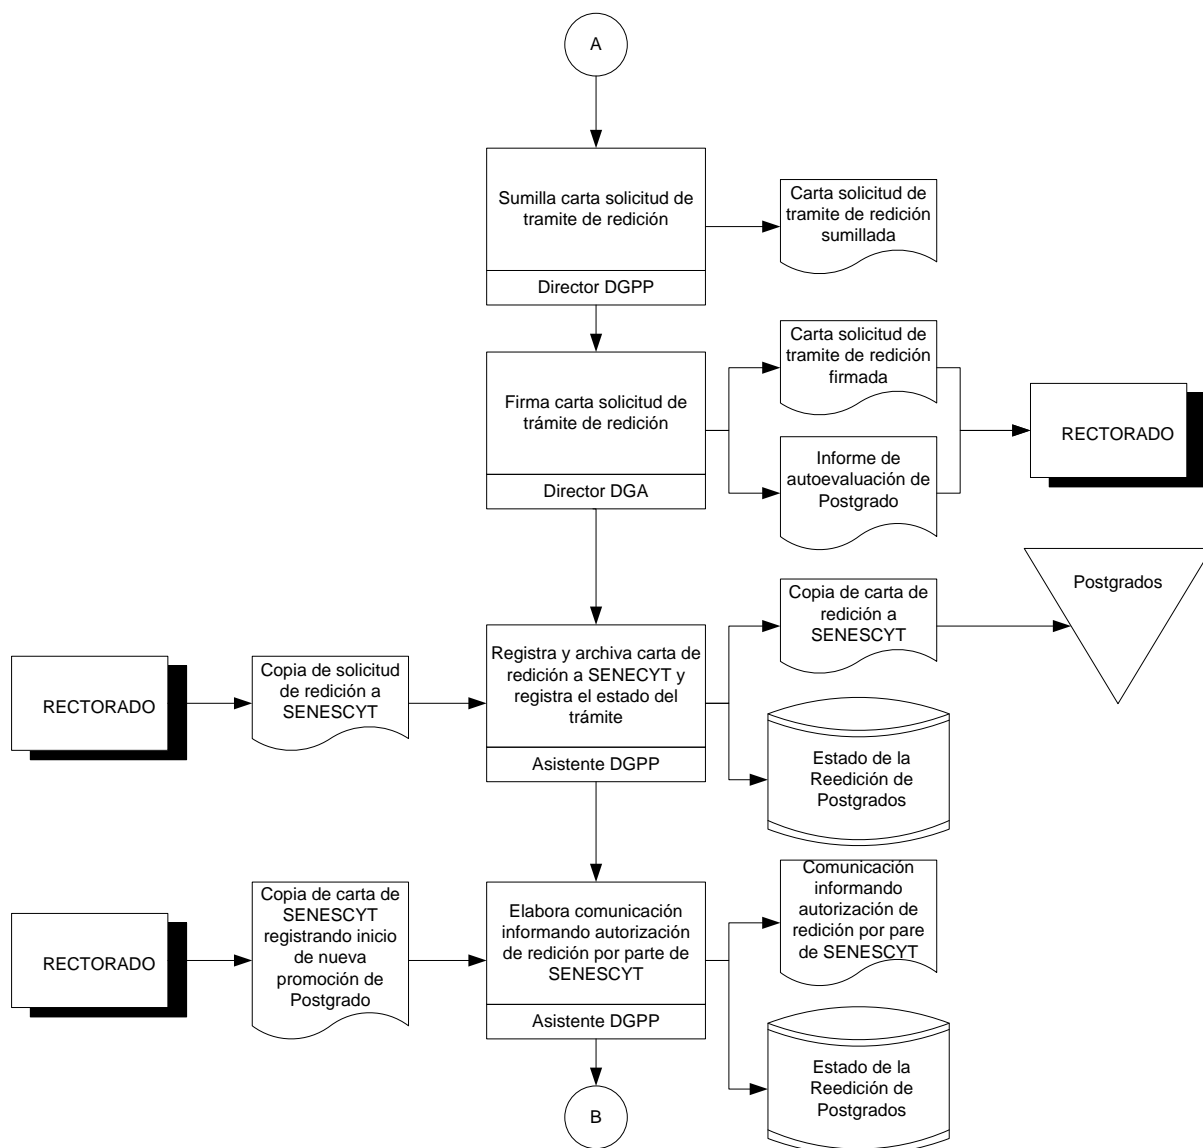 A
Sumilla carta solicitud de
tramite de redición
Director DGPP
Carta solicitud de
tramite de redición
sumillada
Firma carta solicitud de
trámite de redición
Director DGA
Carta solicitud de
tramite de redición
firmada
Informe de
autoevaluación de
Postgrado
RECTORADO
RECTORADO
Copia de solicitud
de redición a
SENESCYT
Registra y archiva carta de
redición a SENECYT y
registra el estado del
trámite
Asistente DGPP
Copia de carta de
redición a
SENESCYT
Postgrados
Estado de la
Reedición de
Postgrados
RECTORADO
Copia de carta de
SENESCYT
registrando inicio
de nueva
promoción de
Postgrado
Elabora comunicación
informando autorización
de redición por parte de
SENESCYT
Asistente DGPP
Comunicación
informando
autorización de
redición por pare
de SENESCYT
Estado de la
Reedición de
Postgrados
B